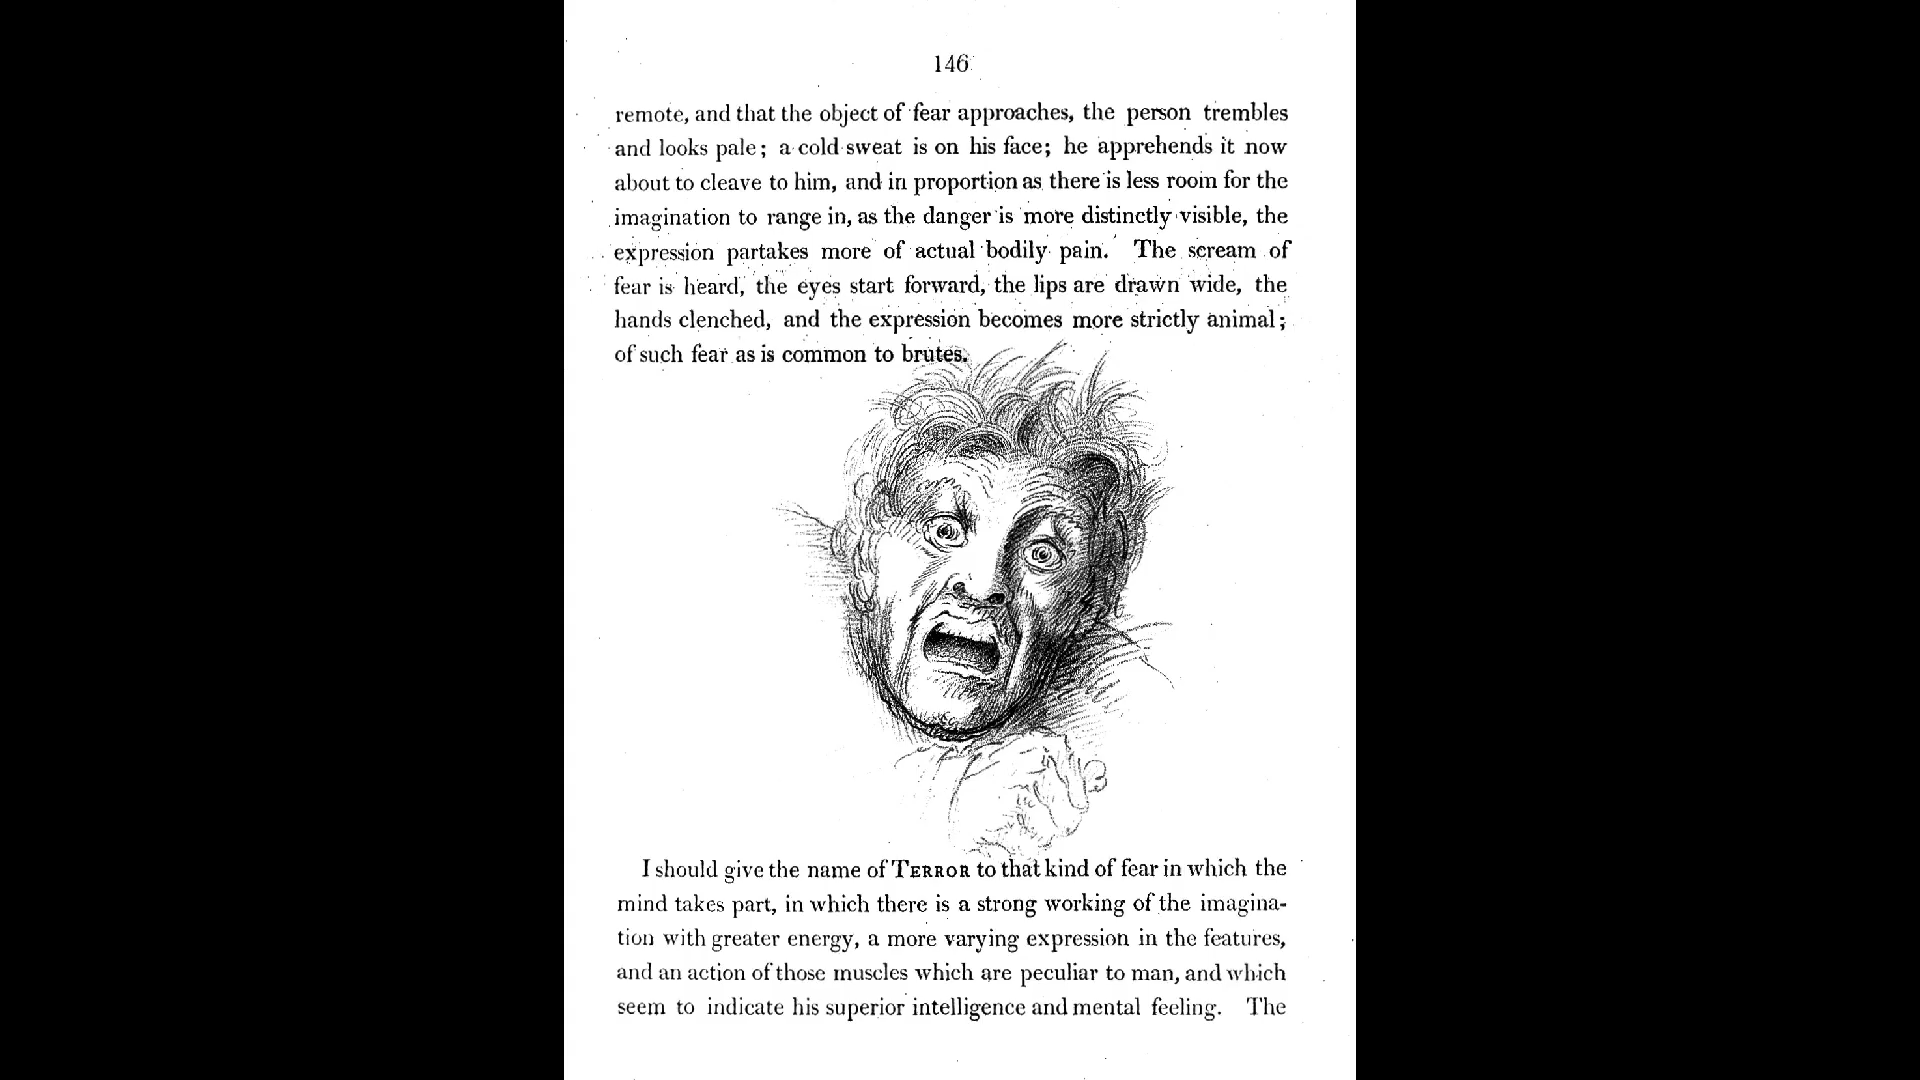 146
remote, and that the object of fear approaches, the person trembles
and looks pale; a cold sweat is on his face; he apprehends it now
about to cleave to him, and in proportion as there is less room for the
imagination to range in, as the danger is more distinctly visible, the
expression partakes more of actual bodily pain. The scream of
fear is heard, the eyes start forward, the lips are drawn wide, the
hands clenched, and the expression becomes more strictly animal;
of such fear as is common to brutes.
I should give the name of TERROR to that kind of fear in which the
mind takes part, in which there is a strong working of the imagina-
tion with greater energy, a more varying expression in the features,
and an action of those muscles which are peculiar to man, and which
seem to indicate his superior intelligence and mental feeling. The